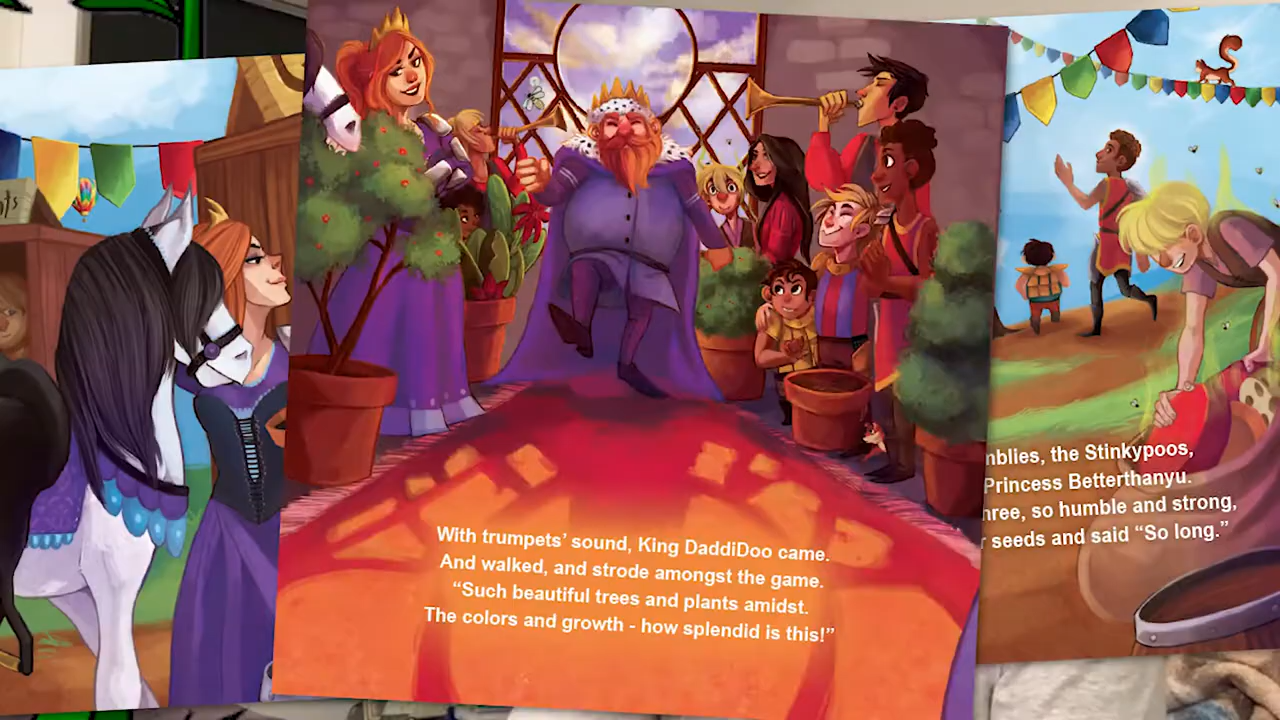 With trumpets’ sound, King DaddiDoo came.
And walked, and strode amongst the game.
“Such beautiful trees and plants amidst.
The colors and growth - how splendid is this!”
the Stinkypoos,
Princess Betterthanyu.
so humble and strong,
seeds and said “So long.”